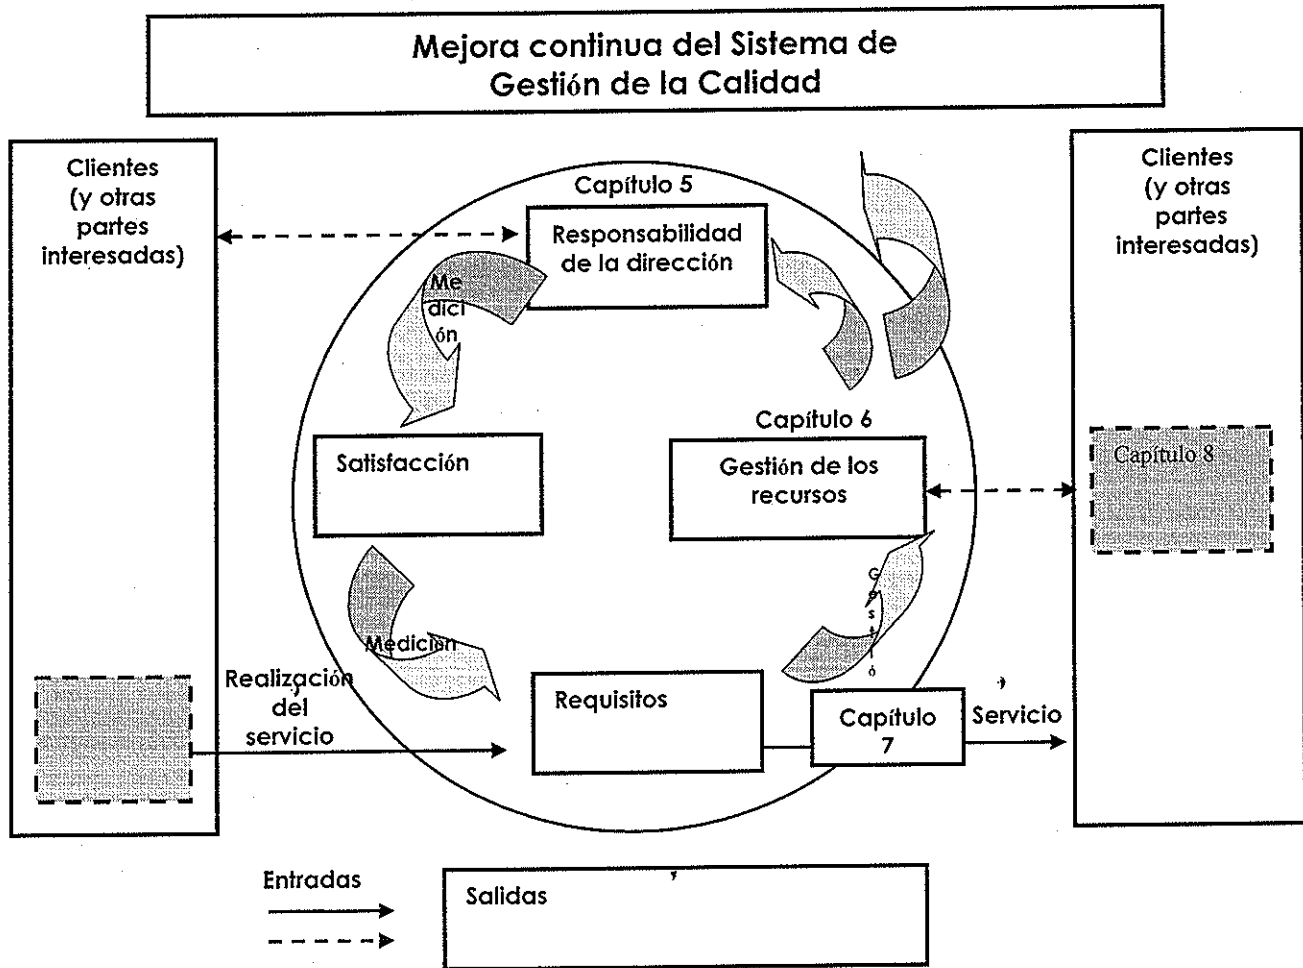 Mejora continua del Sistema de
Gestión de la Calidad
Clientes
(y otras
partes
interesadas)
Capítulo 5
Responsabilidad
de la dirección
Clientes
(y otras
partes
interesadas)
Me
dici
ón
Capítulo 6
Satisfacción
Gestión de los
recursos
Capítulo 8
G
e
s
t
i
ó
Medición
Realización
del
servicio
Requisitos
Capítulo
7
Servicio
Entradas
Salidas